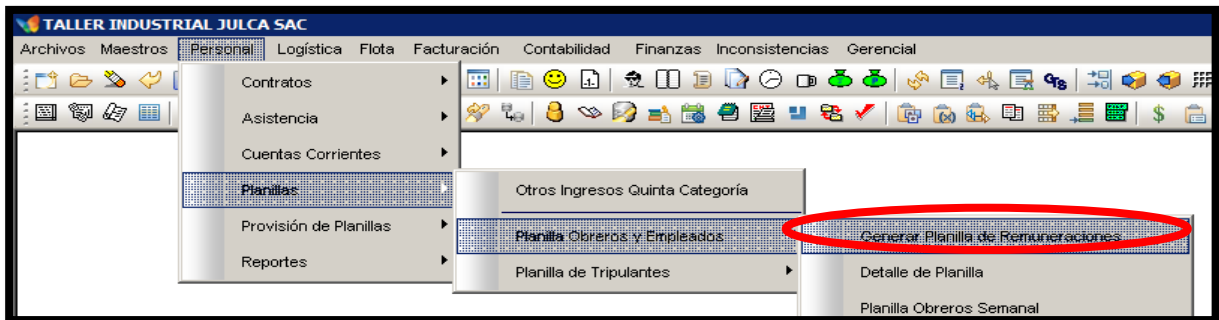 TALLER INDUSTRIAL JULCA SAC
Archivos Maestros Personal Logística Flota Facturación Contabilidad Finanzas Inconsistencias Gerencial
Contratos
Asistencia
Cuentas Corrientes
Planillas
Otros Ingresos Quinta Categoría
Provisión de Planillas
Planilla Obreros y Empleados
Generar Planilla de Remuneraciones
Reportes
Planilla de Tripulantes
Detalle de Planilla
Planilla Obreros Semanal